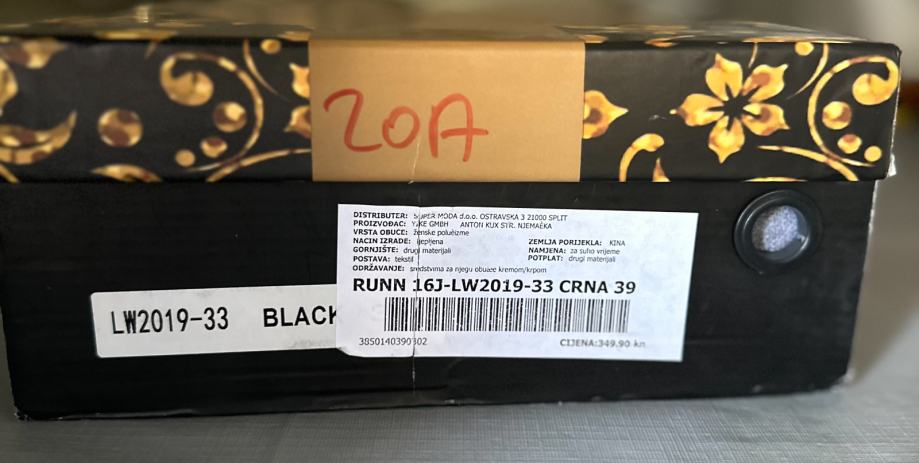 20A
DISTRIBUTER: SUPER MODA d.o.o. OSTRAVSKA 3 21000 SPLIT
PROIZVOĐAC: YAKE GMBH ANTON KUX STR. NJEMAČKA
VRSTA OBUĆE: ženske polučizme
NACIN IZRADE: lijepljena ZEMLJA PORIJEKLA: KINA
GORNJIŠTE: drugi materijali NAMJENA: za suho vrijeme
POSTAVA: tekstil POTPLAT: drugi materijali
ODRŽAVANJE: sredstvima za njegu obuće kremom/krpom
RUNN 16J-LW2019-33 CRNA 39
3850140390302 CIJENA:349.90 kn
LW2019-33 BLACK